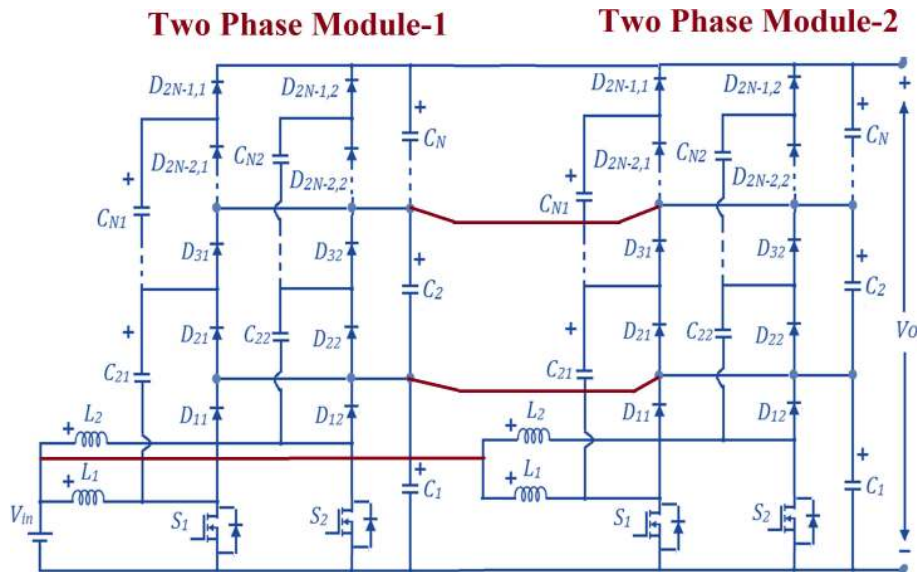 Two Phase Module-1
Two Phase Module-2
D2N-1,1
D2N-1,2
+
CN
D2N-2,1
CN2
D2N-2,2
+
CN1
D31
D32
+
C2
+
C21
D21
C22
D22
D11
D12
L2
+
L1
+
Vin
S1
S2
+
C1
D2N-1,1
D2N-1,2
+
CN
+
D2N-2,1
CN2
D2N-2,2
+
CN1
D31
D32
+
C2
+
C21
D21
C22
D22
Vo
D11
D12
L2
+
L1
+
S1
S2
+
C1
-